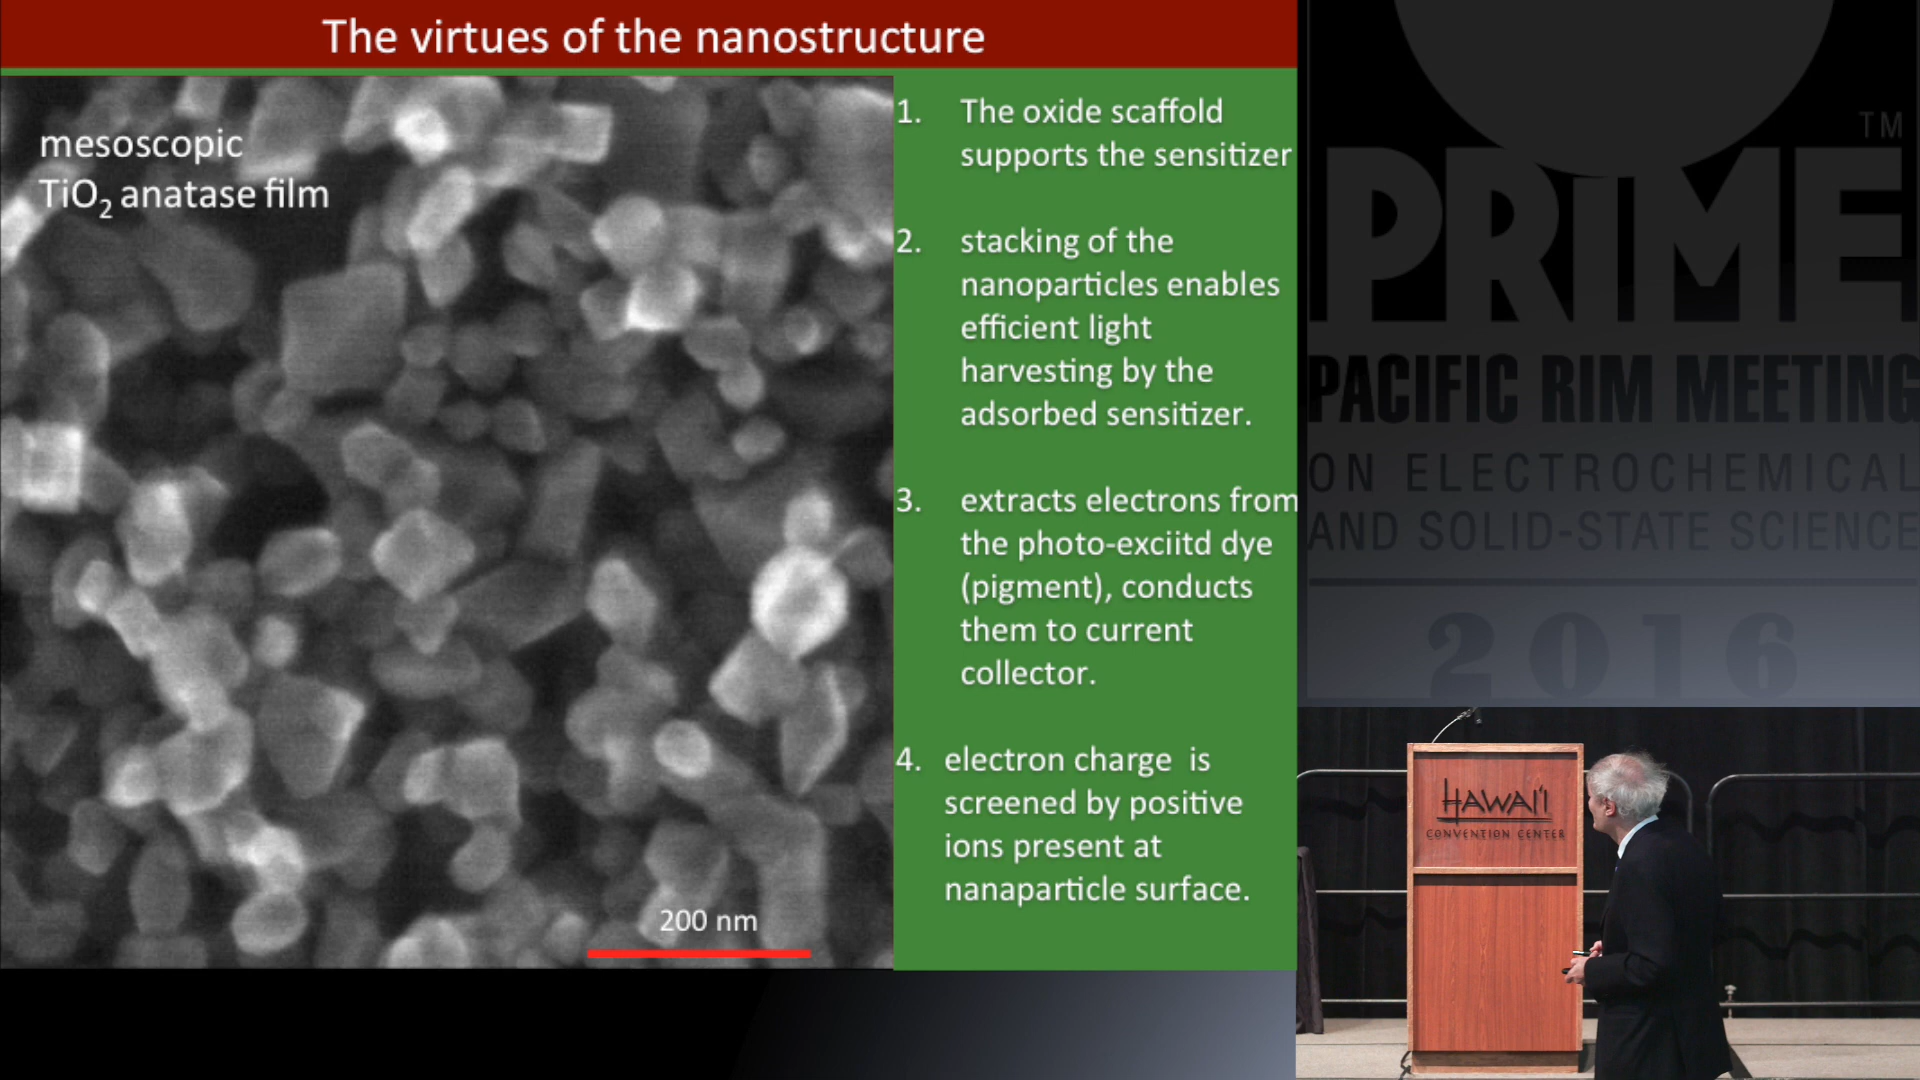 The virtues of the nanostructure
mesoscopic
TiO₂ anatase film
200 nm
1. The oxide scaffold
supports the sensitizer
2. stacking of the
nanoparticles enables
efficient light
harvesting by the
adsorbed sensitizer.
3. extracts electrons from
the photo-exciitd dye
(pigment), conducts
them to current
collector.
4. electron charge is
screened by positive
ions present at
nanaparticle surface.
TM
PRiME
PACIFIC RIM MEETING
ON ELECTROCHEMICAL
AND SOLID-STATE SCIENCE
2016
HAWAI'I
CONVENTION CENTER